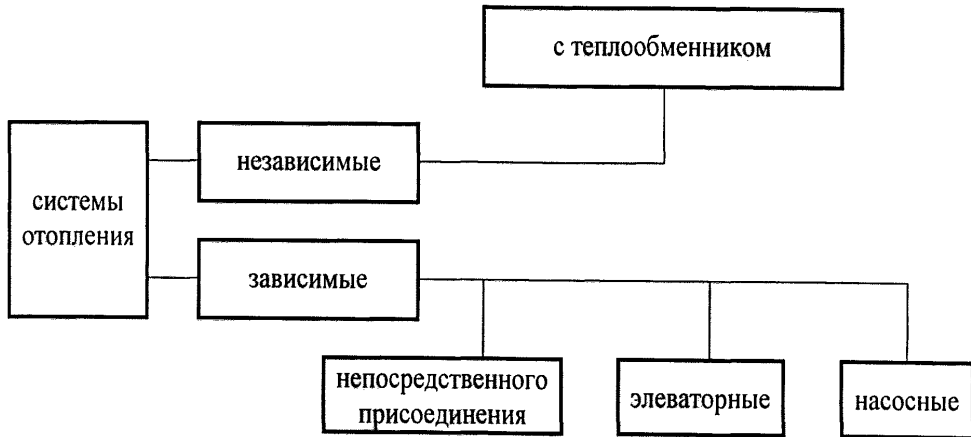 с теплообменником
независимые
системы
отопления
зависимые
непосредственного
присоединения
элеваторные
насосные